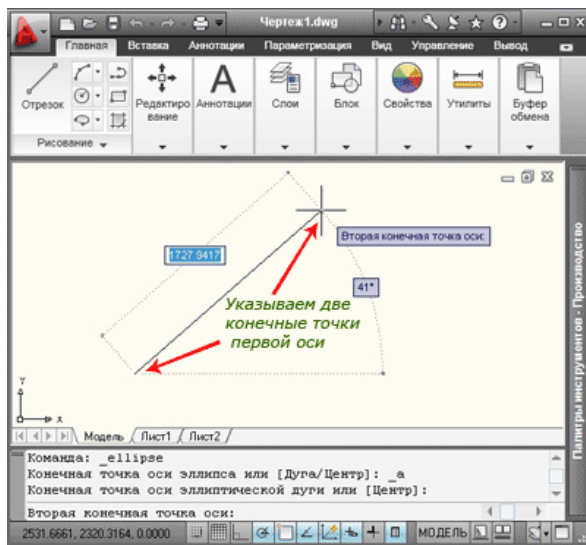 Чертеж1.dwg
Главная Вставка Аннотации Параметризация Вид Управление Вывод
Отрезок
Редактиро
вание
Аннотации
Слои
Блок
Свойства
Утилиты
Буфер
обмена
Рисование
1727.9417
Вторая конечная точка оси:
41°
Указываем две
конечные точки
первой оси
Y
X
Палитры инструментов - Производство
Модель Лист1 Лист2
Команда: _ellipse
Конечная точка оси эллипса или [Дуга/Центр]: _a
Конечная точка оси эллиптической дуги или [Центр]:
Вторая конечная точка оси:
2531.6661, 2320.3164, 0.0000 МОДЕЛЬ